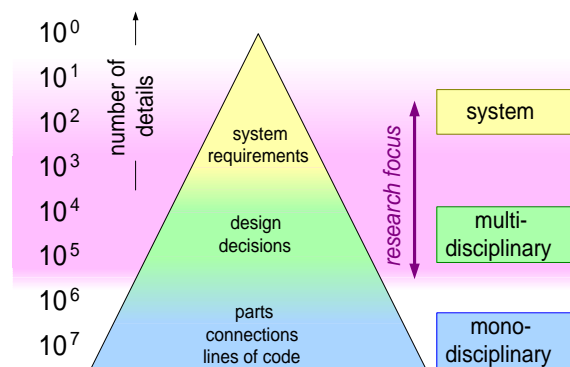 10⁰
10¹
10²
10³
10⁴
10⁵
10⁶
10⁷
number of
details
system
requirements
design
decisions
parts
connections
lines of code
research focus
system
multi-
disciplinary
mono-
disciplinary